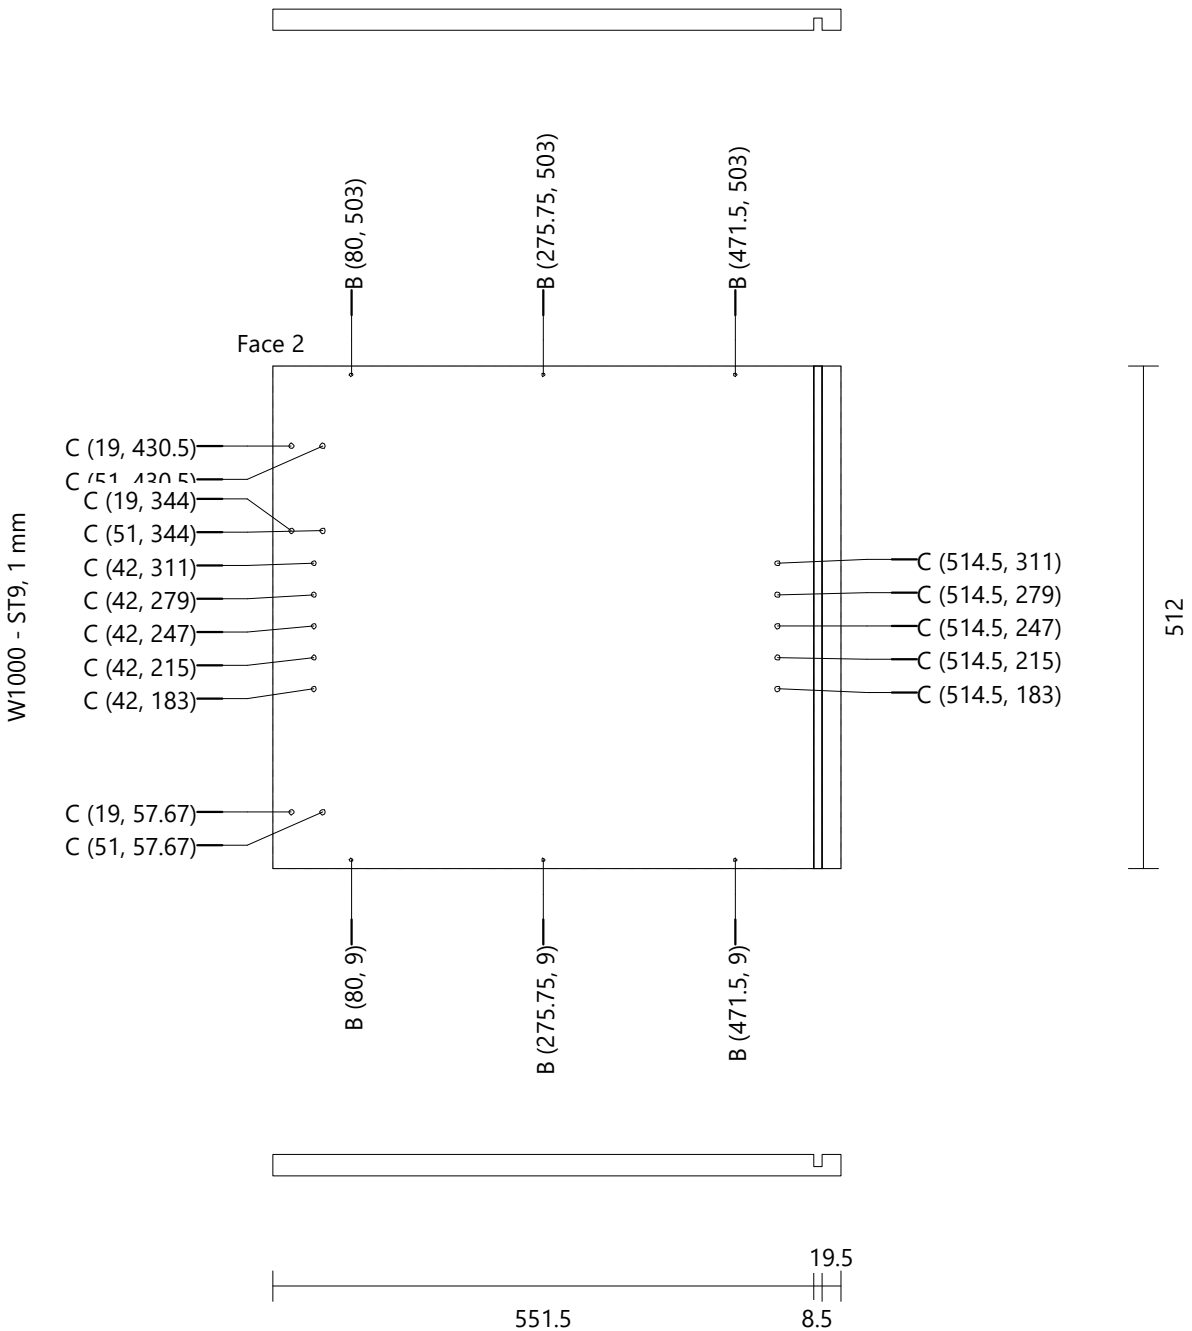 B (80, 503)
B (275.75, 503)
B (471.5, 503)
Face 2
C (19, 430.5)
C (51, 430.5)
C (19, 344)
C (51, 344)
C (42, 311)
C (42, 279)
C (42, 247)
C (42, 215)
C (42, 183)
C (19, 57.67)
C (51, 57.67)
W1000 - ST9, 1 mm
C (514.5, 311)
C (514.5, 279)
C (514.5, 247)
C (514.5, 215)
C (514.5, 183)
512
B (80, 9)
B (275.75, 9)
B (471.5, 9)
19.5
551.5
8.5